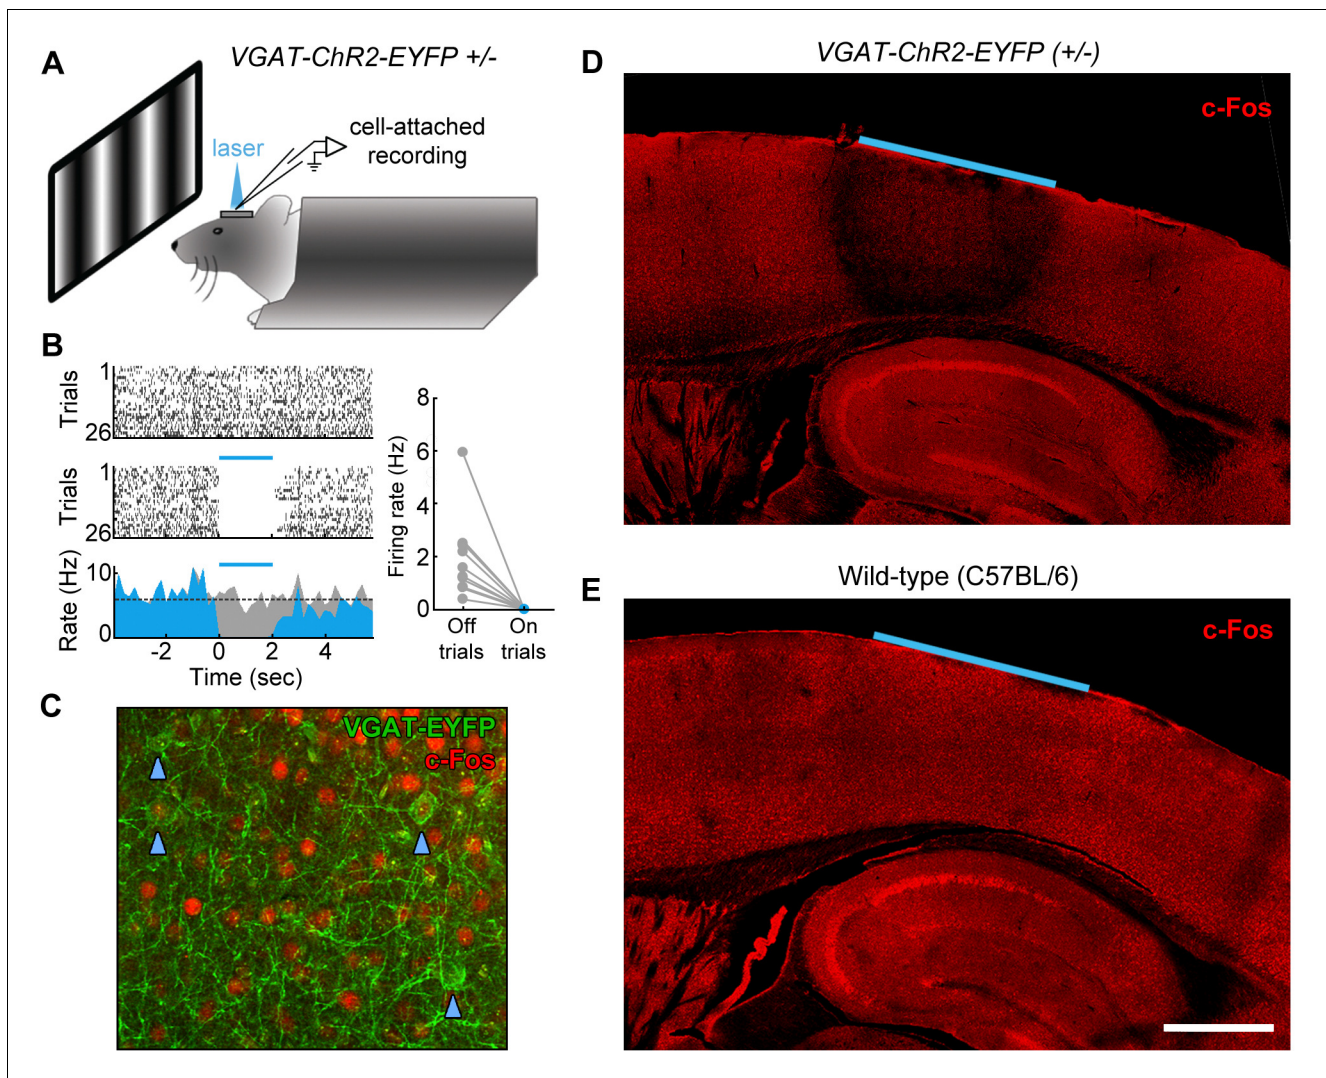 A
VGAT-ChR2-EYFP +/-
laser
cell-attached
recording
B
Trials
1
26
Trials
1
26
Rate (Hz)
10
0
-2
0
2
4
Time (sec)
Firing rate (Hz)
8
6
4
2
0
Off
trials
On
trials
C
VGAT-EYFP
c-Fos
D
VGAT-ChR2-EYFP (+/-)
c-Fos
E
Wild-type (C57BL/6)
c-Fos